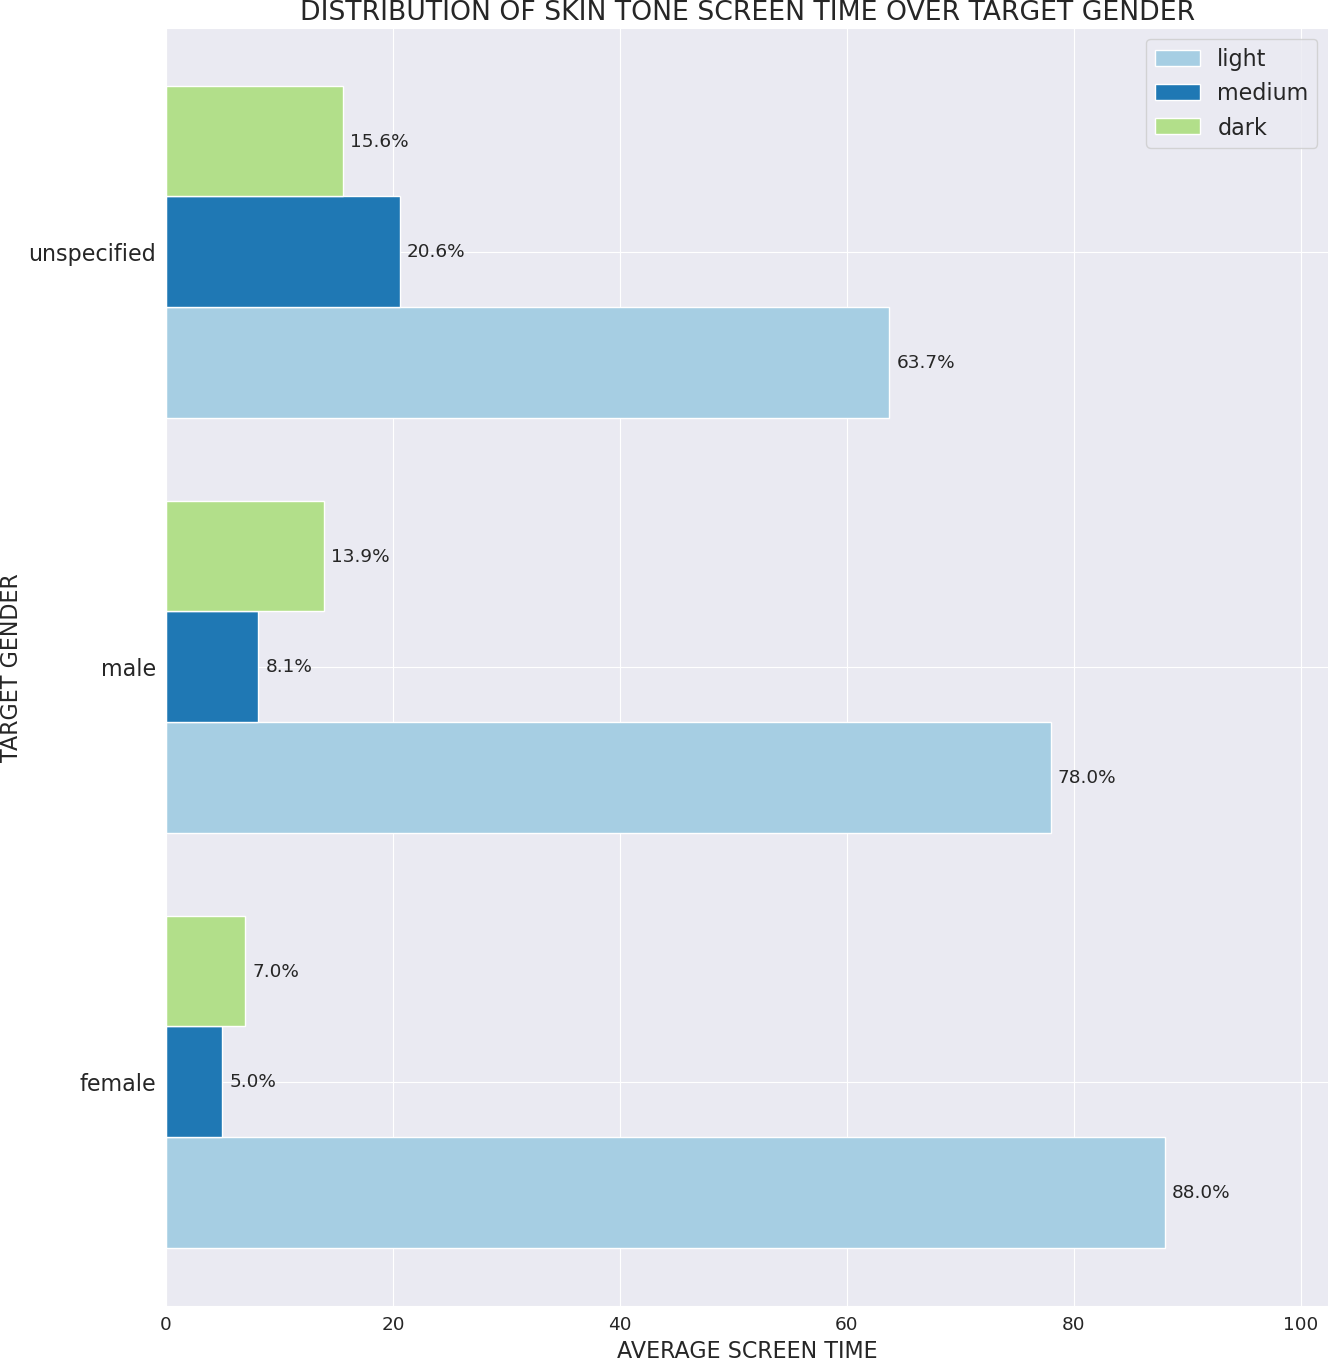 DISTRIBUTION OF SKIN TONE SCREEN TIME OVER TARGET GENDER
light
medium
dark
15.6%
unspecified
20.6%
63.7%
13.9%
male
8.1%
78.0%
TARGET GENDER
7.0%
female
5.0%
88.0%
0 20 40 60 80 100
AVERAGE SCREEN TIME